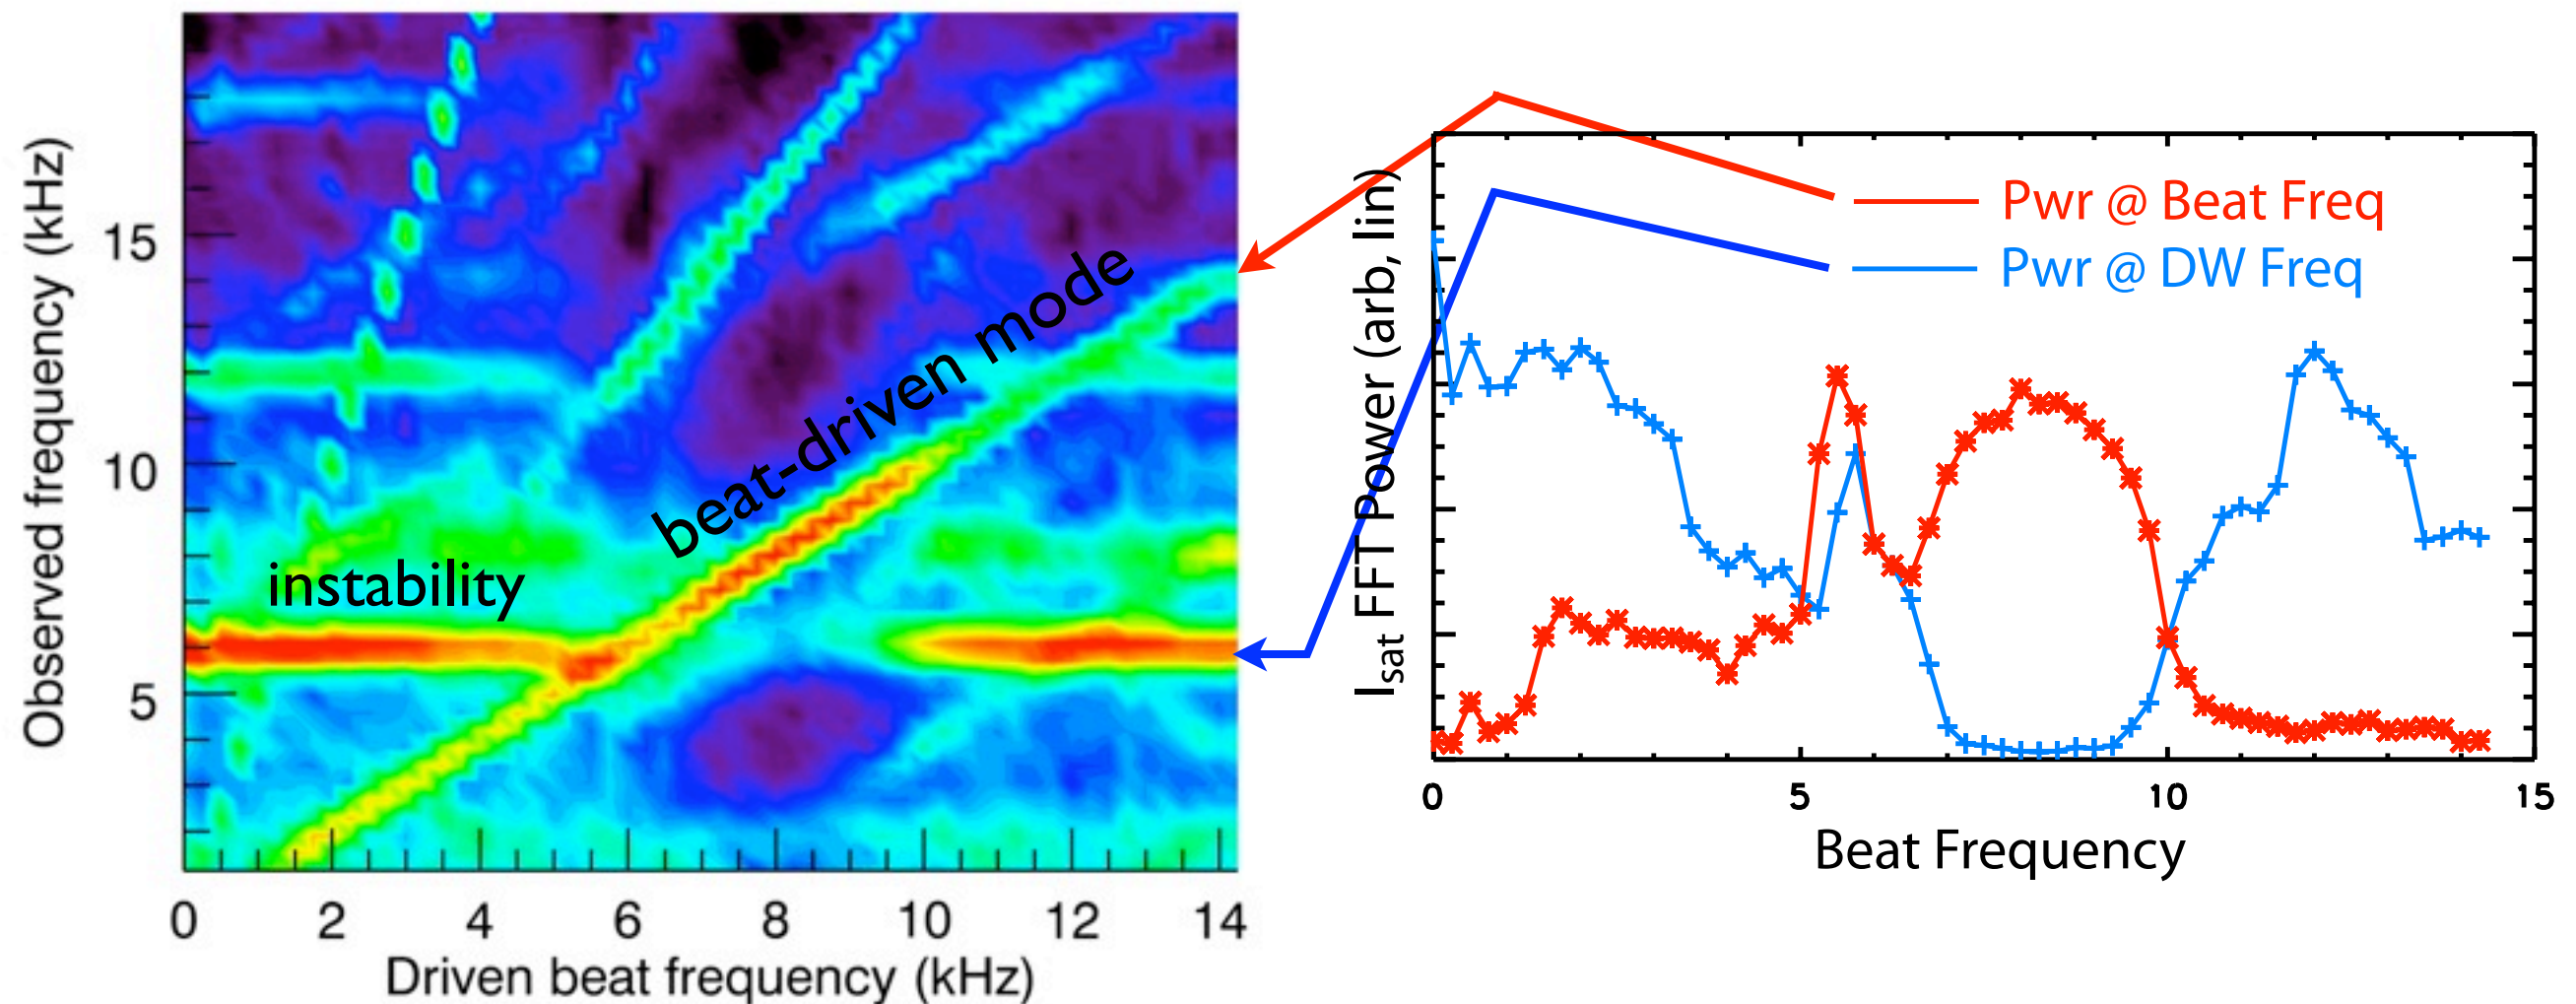 Observed frequency (kHz)
15
10
5
instability
beat-driven mode
0 2 4 6 8 10 12 14
Driven beat frequency (kHz)
Isat FFT Power (arb, lin)
Pwr @ Beat Freq
Pwr @ DW Freq
0 5 10 15
Beat Frequency